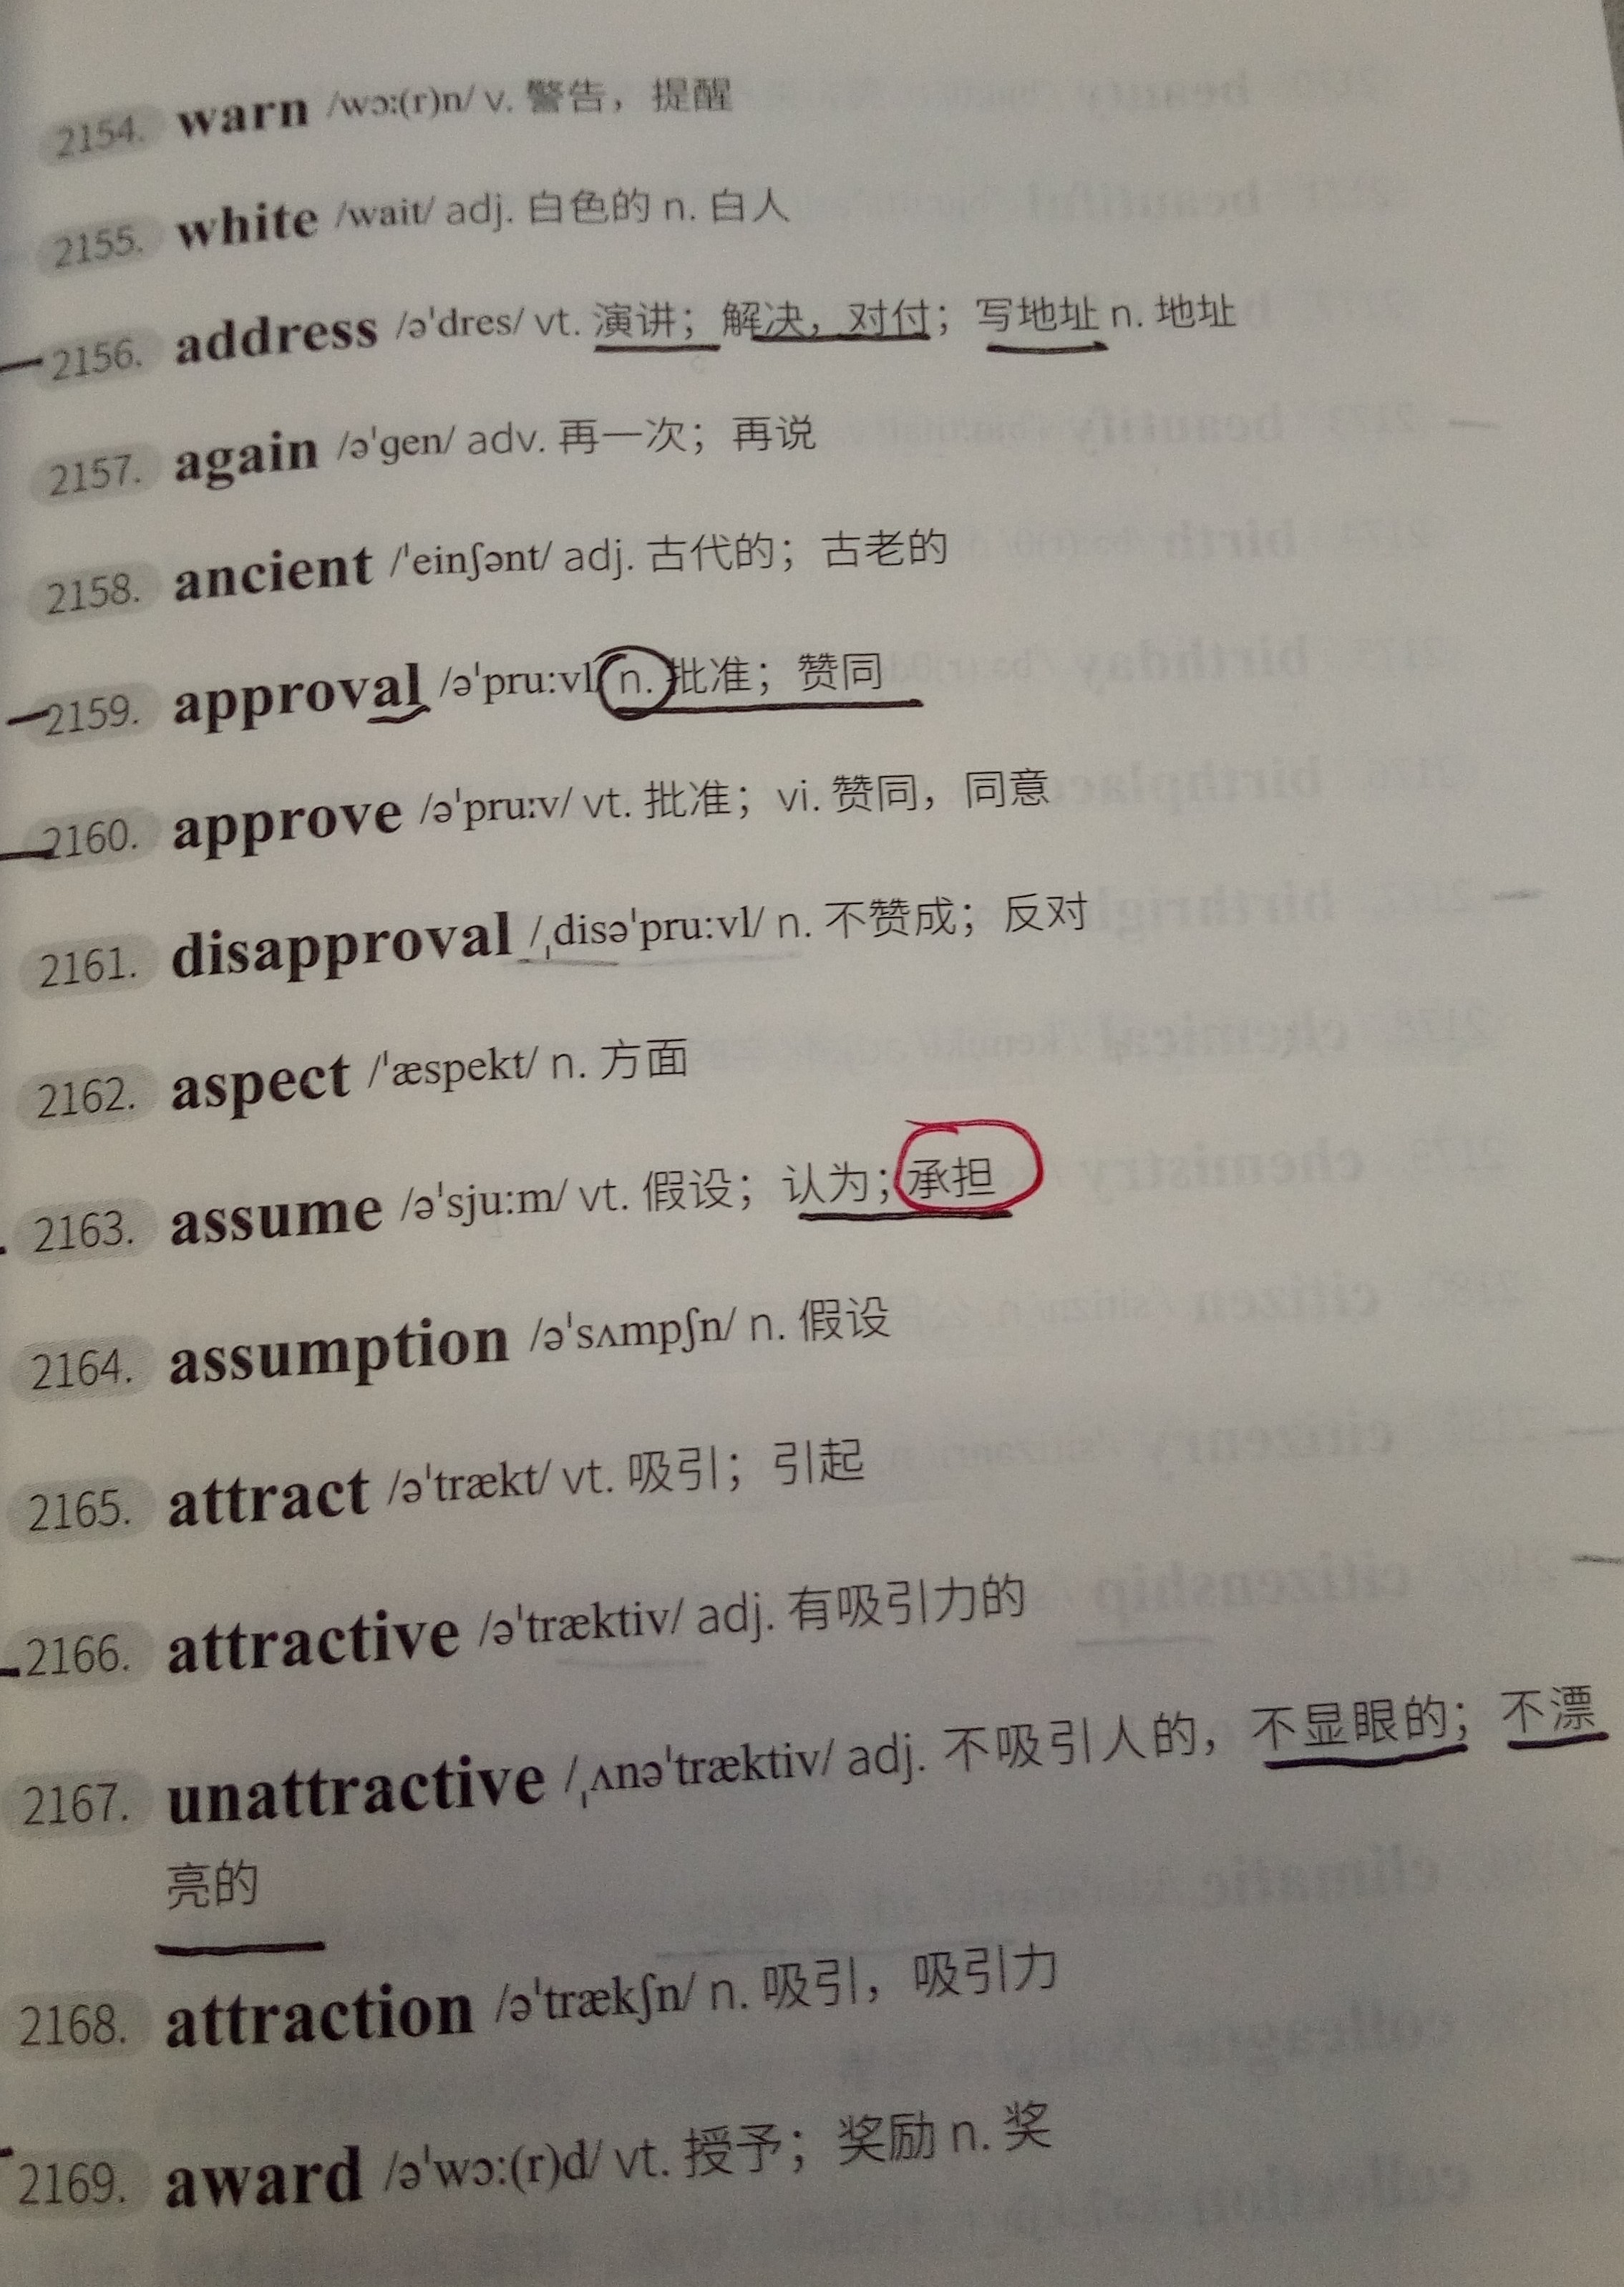 2154. warn /wɔ:(r)n/ v. 警告，提醒
2155. white /wait/ adj. 白色的 n. 白人
2156. address /ə'dres/ vt. 演讲；解决，对付；写地址 n. 地址
2157. again /ə'gen/ adv. 再一次；再说
2158. ancient /'einʃənt/ adj. 古代的；古老的
2159. approval /ə'pru:vl/ n. 批准；赞同
2160. approve /ə'pru:v/ vt. 批准；vi. 赞同，同意
2161. disapproval /ˌdisə'pru:vl/ n. 不赞成；反对
2162. aspect /'æspekt/ n. 方面
2163. assume /ə'sju:m/ vt. 假设；认为；承担
2164. assumption /ə'sʌmpʃn/ n. 假设
2165. attract /ə'trækt/ vt. 吸引；引起
2166. attractive /ə'træktiv/ adj. 有吸引力的
2167. unattractive /ˌʌnə'træktiv/ adj. 不吸引人的，不显眼的；不漂
亮的
2168. attraction /ə'trækʃn/ n. 吸引，吸引力
2169. award /ə'wɔ:(r)d/ vt. 授予；奖励 n. 奖